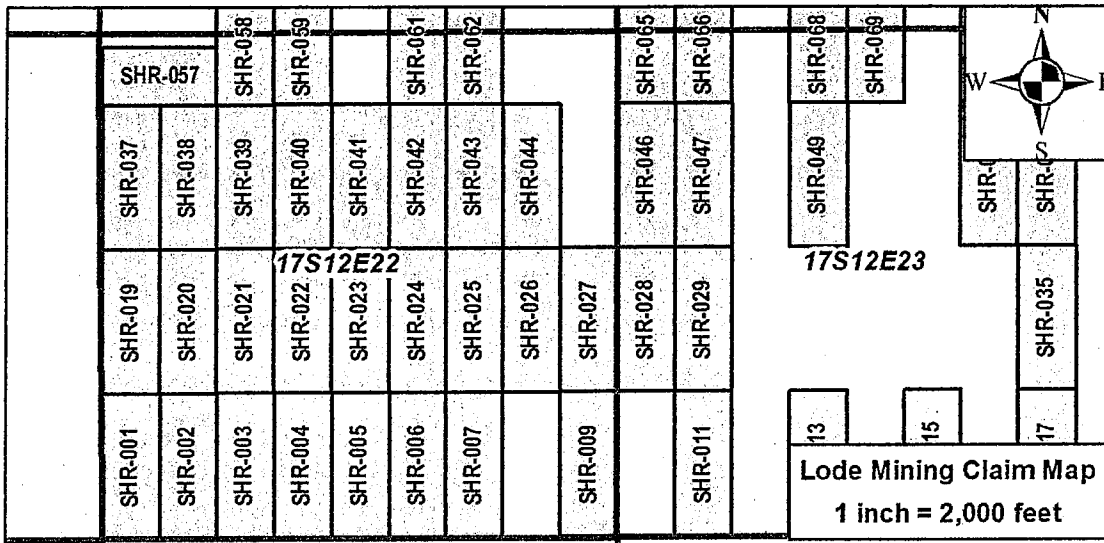 SHR-058
SHR-059
SHR-061
SHR-062
SHR-065
SHR-066
SHR-068
SHR-069
N
W
E
S
SHR-057
SHR-037
SHR-038
SHR-039
SHR-040
SHR-041
SHR-042
SHR-043
SHR-044
SHR-046
SHR-047
SHR-049
17S12E22
17S12E23
SHR-019
SHR-020
SHR-021
SHR-022
SHR-023
SHR-024
SHR-025
SHR-026
SHR-027
SHR-028
SHR-029
SHR-035
SHR-001
SHR-002
SHR-003
SHR-004
SHR-005
SHR-006
SHR-007
SHR-009
SHR-011
13
15
17
Lode Mining Claim Map
1 inch = 2,000 feet